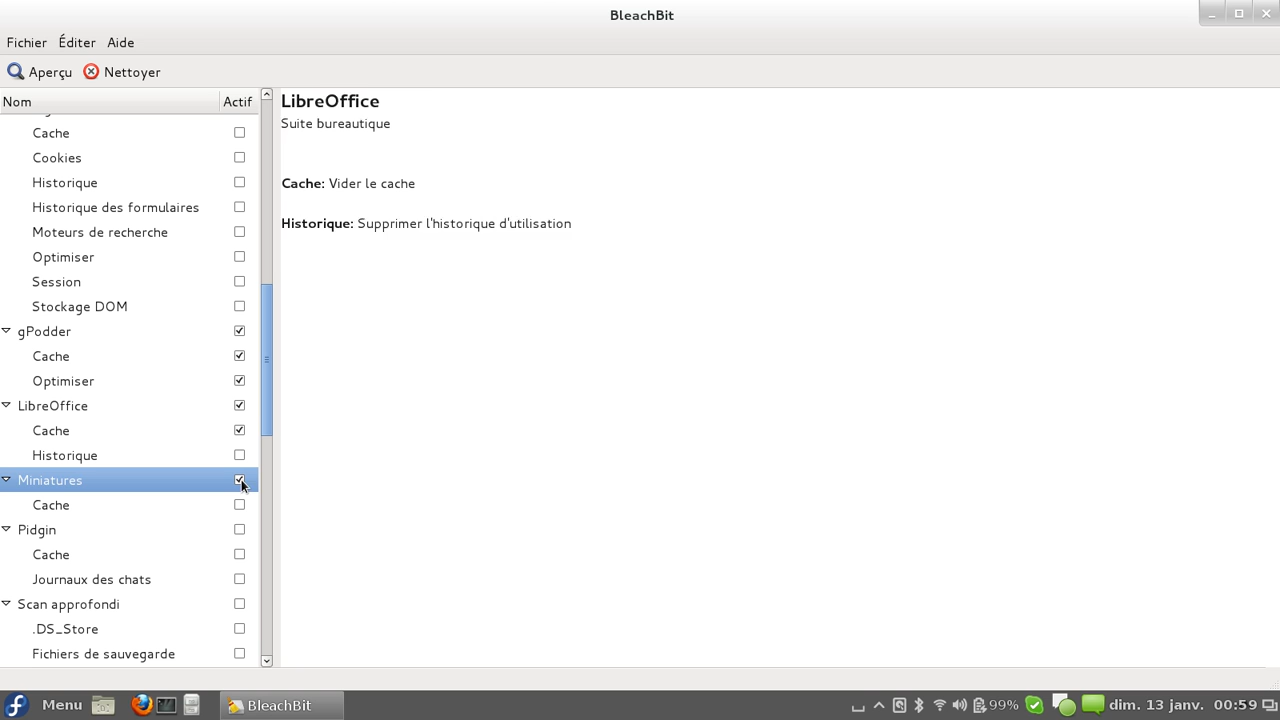 BleachBit
Fichier Éditer Aide
Aperçu Nettoyer
Nom Actif
Cache
Cookies
Historique
Historique des formulaires
Moteurs de recherche
Optimiser
Session
Stockage DOM
gPodder
Cache
Optimiser
LibreOffice
Cache
Historique
Miniatures
Cache
Pidgin
Cache
Journaux des chats
Scan approfondi
.DS_Store
Fichiers de sauvegarde
LibreOffice
Suite bureautique
Cache: Vider le cache
Historique: Supprimer l'historique d'utilisation
Menu BleachBit 99% dim. 13 janv. 00:59